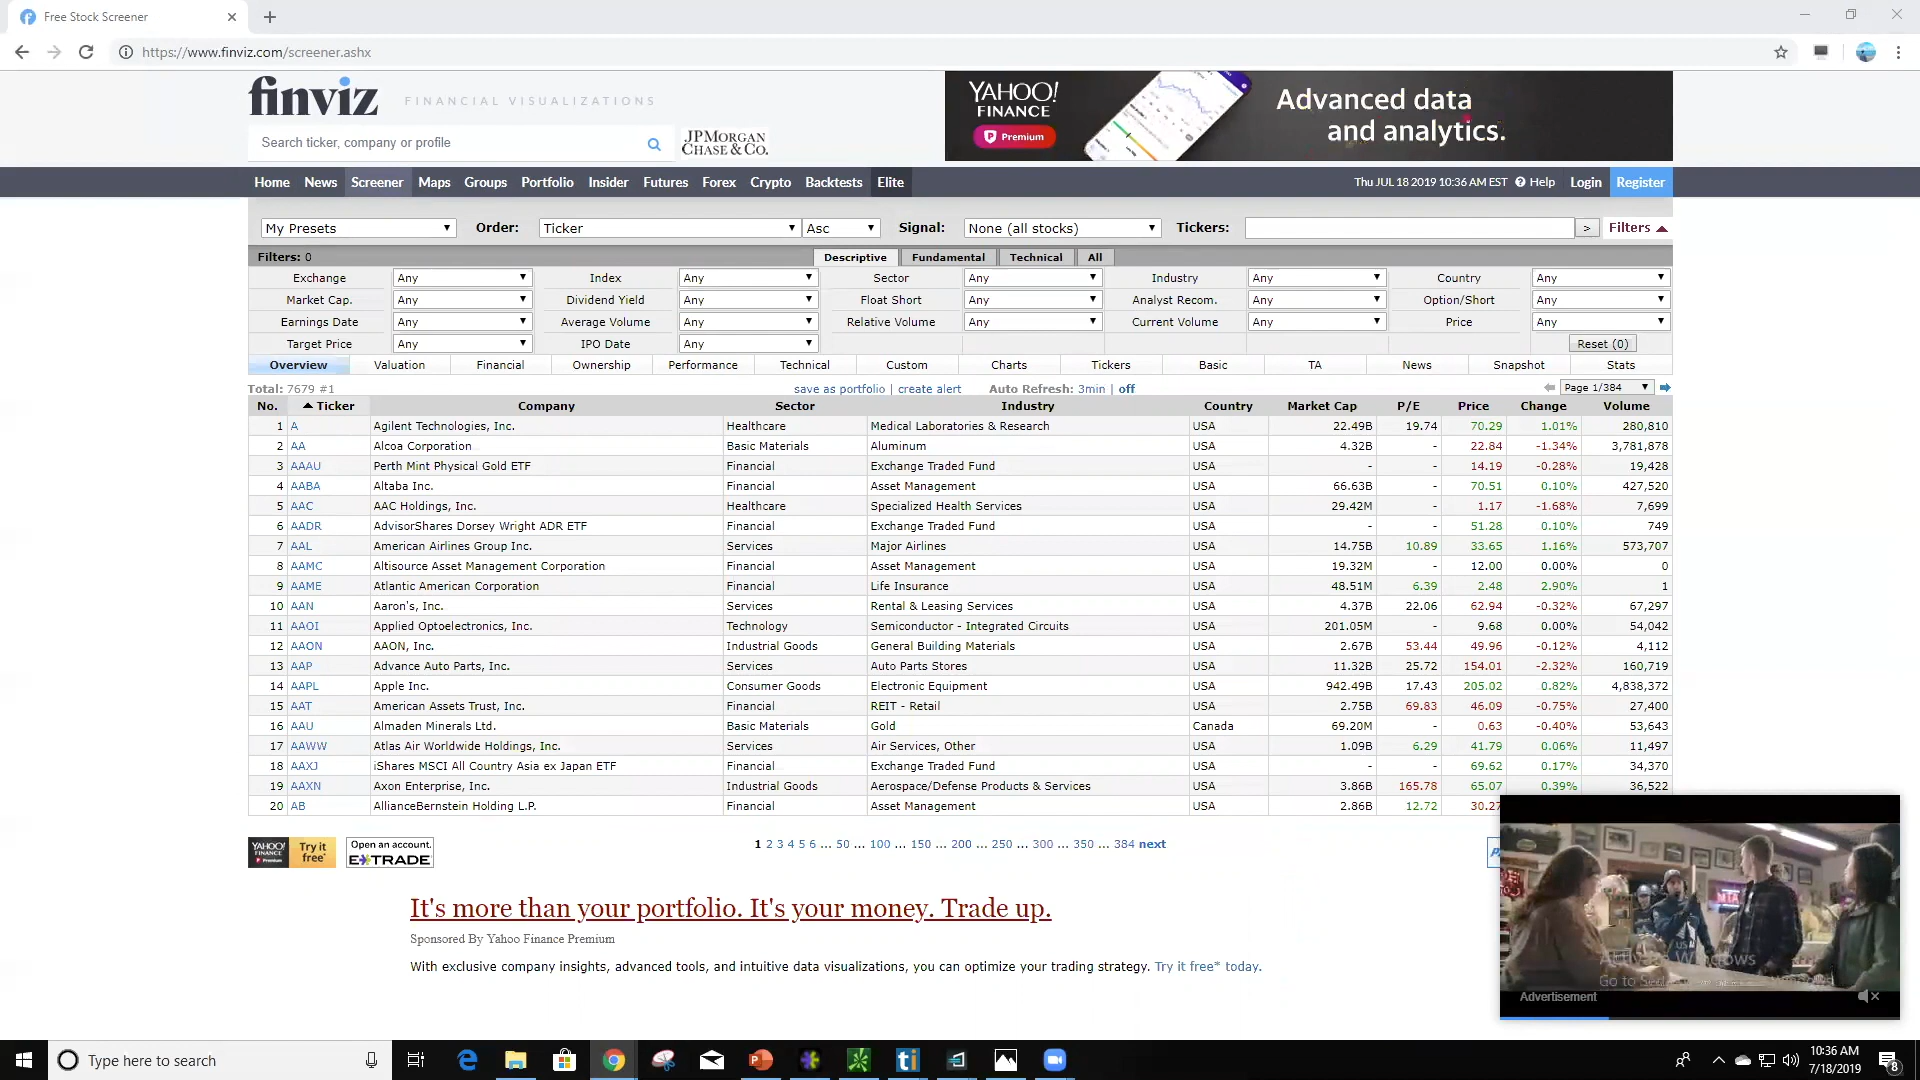 Free Stock Screener
https://www.finviz.com/screener.ashx
finviz FINANCIAL VISUALIZATIONS
Search ticker, company or profile
JPMORGAN CHASE & CO.
YAHOO! FINANCE Premium
Advanced data
and analytics.
Home News Screener Maps Groups Portfolio Insider Futures Forex Crypto Backtests Elite Thu JUL 18 2019 10:36 AM EST Help Login Register
My Presets Order: Ticker Asc Signal: None (all stocks) Tickers: > Filters
Filters: 0 Descriptive Fundamental Technical All
Exchange Any Index Any Sector Any Industry Any Country Any
Market Cap. Any Dividend Yield Any Float Short Any Analyst Recom. Any Option/Short Any
Earnings Date Any Average Volume Any Relative Volume Any Current Volume Any Price Any
Target Price Any IPO Date Any Reset (0)
Overview Valuation Financial Ownership Performance Technical Custom Charts Tickers Basic TA News Snapshot Stats
Total: 7679 #1 save as portfolio | create alert Auto Refresh: 3min | off Page 1/384
No. Ticker Company Sector Industry Country Market Cap P/E Price Change Volume
1 A Agilent Technologies, Inc. Healthcare Medical Laboratories & Research USA 22.49B 19.74 70.29 1.01% 280,810
2 AA Alcoa Corporation Basic Materials Aluminum USA 4.32B - 22.84 -1.34% 3,781,878
3 AAAU Perth Mint Physical Gold ETF Financial Exchange Traded Fund USA - - 14.19 -0.28% 19,428
4 AABA Altaba Inc. Financial Asset Management USA 66.63B - 70.51 0.10% 427,520
5 AAC AAC Holdings, Inc. Healthcare Specialized Health Services USA 29.42M - 1.17 -1.68% 7,699
6 AADR AdvisorShares Dorsey Wright ADR ETF Financial Exchange Traded Fund USA - - 51.28 0.10% 749
7 AAL American Airlines Group Inc. Services Major Airlines USA 14.75B 10.89 33.65 1.16% 573,707
8 AAMC Altisource Asset Management Corporation Financial Asset Management USA 19.32M - 12.00 0.00% 0
9 AAME Atlantic American Corporation Financial Life Insurance USA 48.51M 6.39 2.48 2.90% 1
10 AAN Aaron's, Inc. Services Rental & Leasing Services USA 4.37B 22.06 62.94 -0.32% 67,297
11 AAOI Applied Optoelectronics, Inc. Technology Semiconductor - Integrated Circuits USA 201.05M - 9.68 0.00% 54,042
12 AAON AAON, Inc. Industrial Goods General Building Materials USA 2.67B 53.44 49.96 -0.12% 4,112
13 AAP Advance Auto Parts, Inc. Services Auto Parts Stores USA 11.32B 25.72 154.01 -2.32% 160,719
14 AAPL Apple Inc. Consumer Goods Electronic Equipment USA 942.49B 17.43 205.02 0.82% 4,838,372
15 AAT American Assets Trust, Inc. Financial REIT - Retail USA 2.75B 69.83 46.09 -0.75% 27,400
16 AAU Almaden Minerals Ltd. Basic Materials Gold Canada 69.20M - 0.63 -0.40% 53,643
17 AAWW Atlas Air Worldwide Holdings, Inc. Services Air Services, Other USA 1.09B 6.29 41.79 0.06% 11,497
18 AAXJ iShares MSCI All Country Asia ex Japan ETF Financial Exchange Traded Fund USA - - 69.62 0.17% 34,370
19 AAXN Axon Enterprise, Inc. Industrial Goods Aerospace/Defense Products & Services USA 3.86B 165.78 65.07 0.39% 36,522
20 AB AllianceBernstein Holding L.P. Financial Asset Management USA 2.86B 12.72 30.27
YAHOO! FINANCE Premium Try it free* Open an account. E*TRADE
1 2 3 4 5 6 ... 50 ... 100 ... 150 ... 200 ... 250 ... 300 ... 350 ... 384 next
It's more than your portfolio. It's your money. Trade up.
Sponsored By Yahoo Finance Premium
With exclusive company insights, advanced tools, and intuitive data visualizations, you can optimize your trading strategy. Try it free* today.
Activate Windows
Go to
Advertisement
Type here to search
10:36 AM
7/18/2019
8